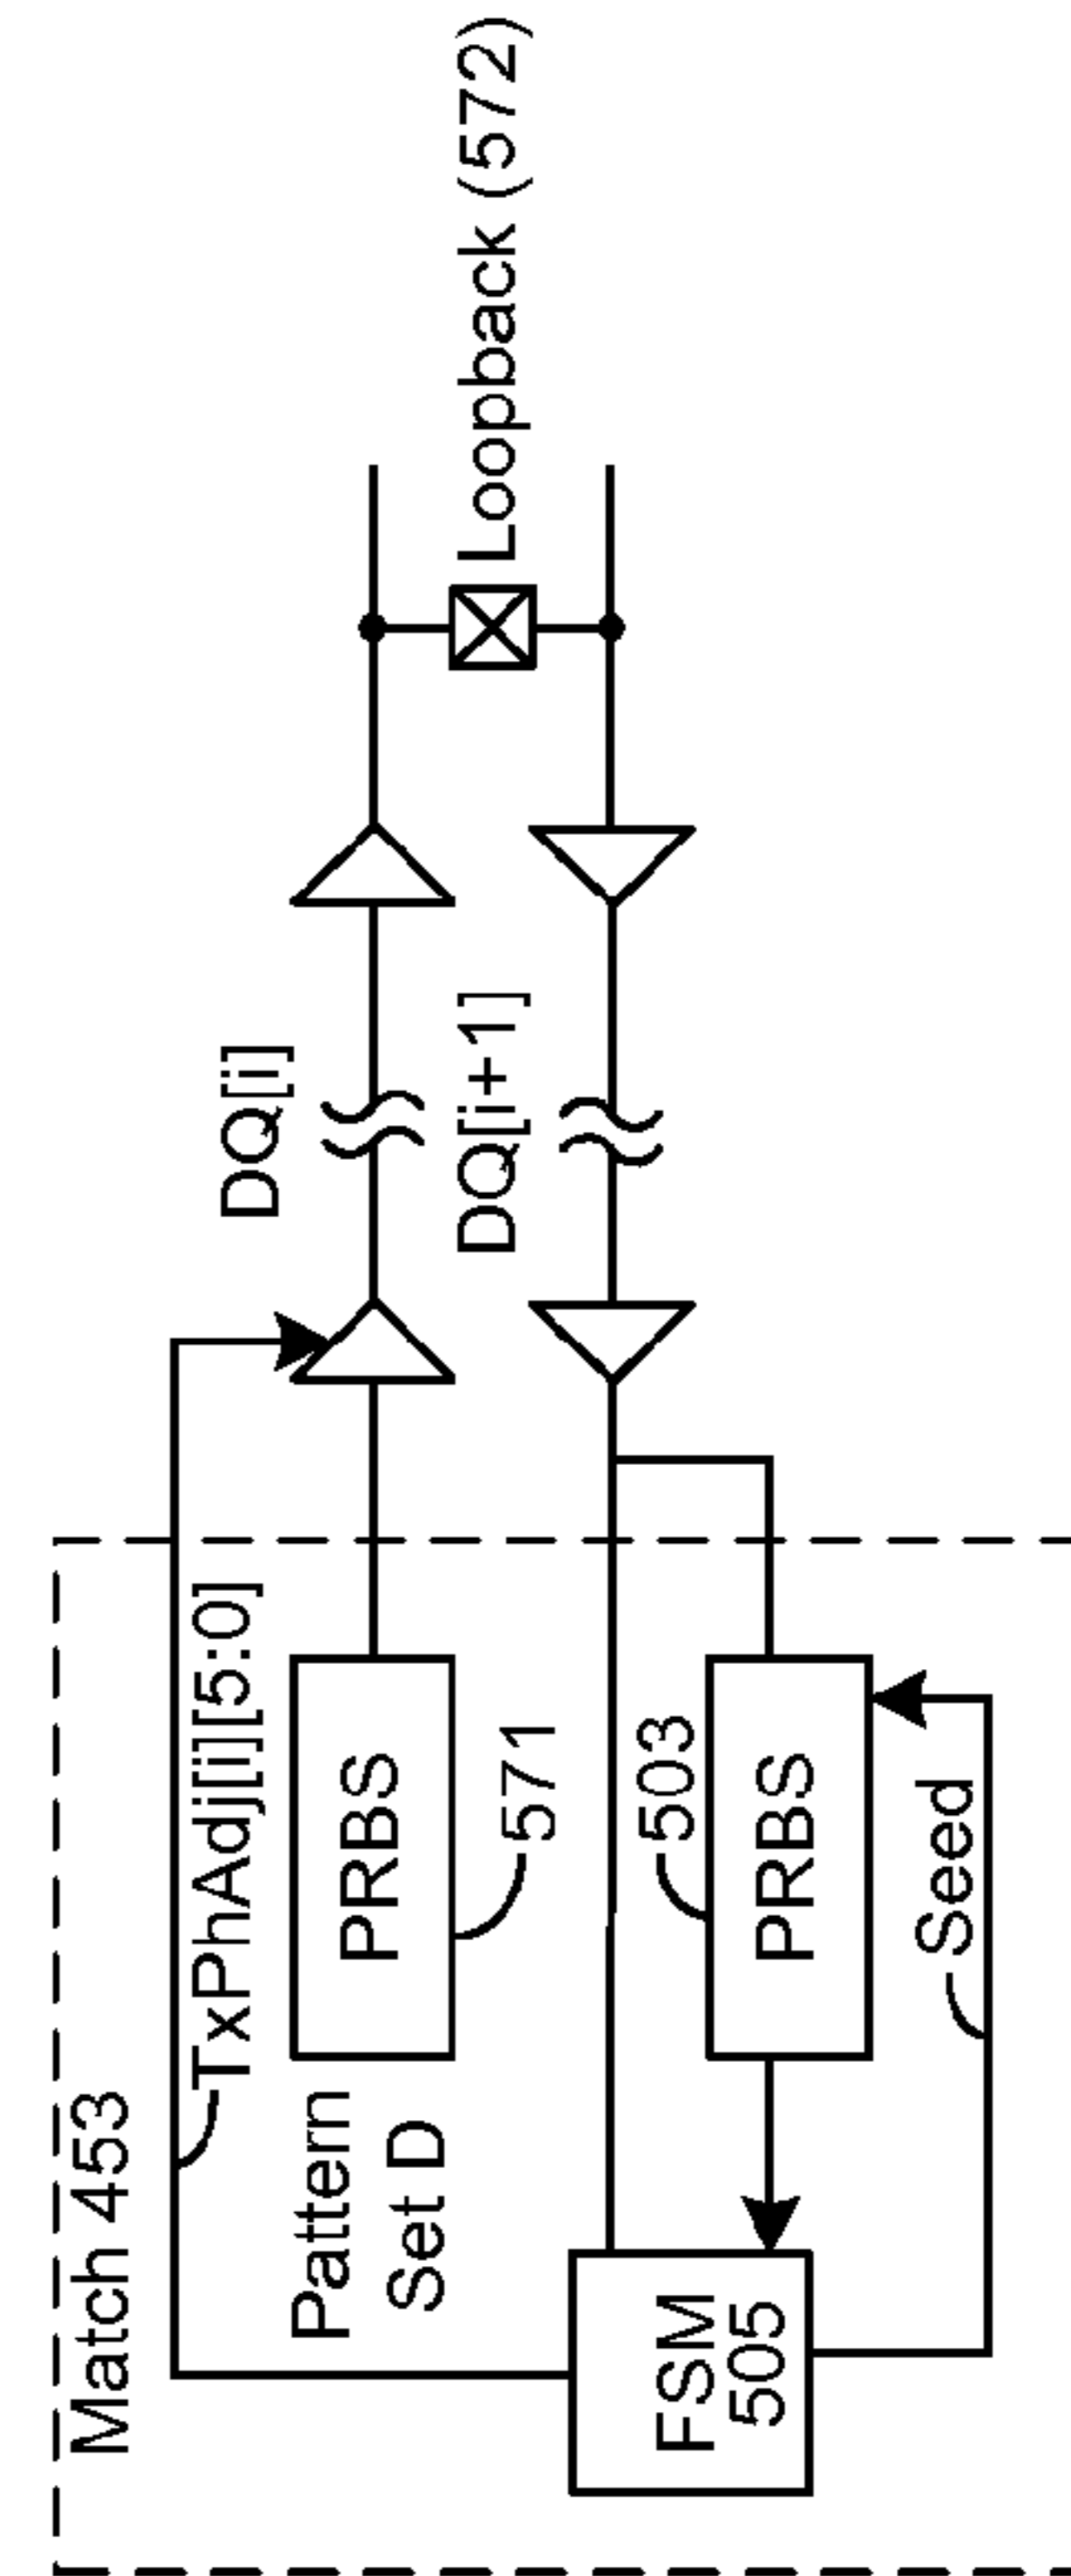 Match 453
TxPhAdj[i][5:0]
Pattern
Set D
PRBS
571
DQ[i]
DQ[i+1]
Loopback (572)
FSM
505
503
PRBS
Seed